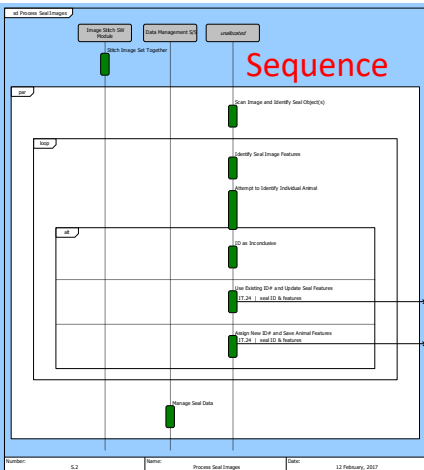 sd Process Seal Images
Image Stitch SW
Module
Data Management S/S
unallocated
Stitch Image Set Together
Sequence
par
Scan Image and Identify Seal Object(s)
loop
Identify Seal Image Features
Attempt to Identify Individual Animal
alt
ID as Inconclusive
Use Existing ID# and Update Seal Features
IT.24 | seal ID & features
Assign New ID# and Save Animal Features
IT.24 | seal ID & features
Manage Seal Data
Number:
S.2
Name:
Process Seal Images
Date:
12 February, 2017